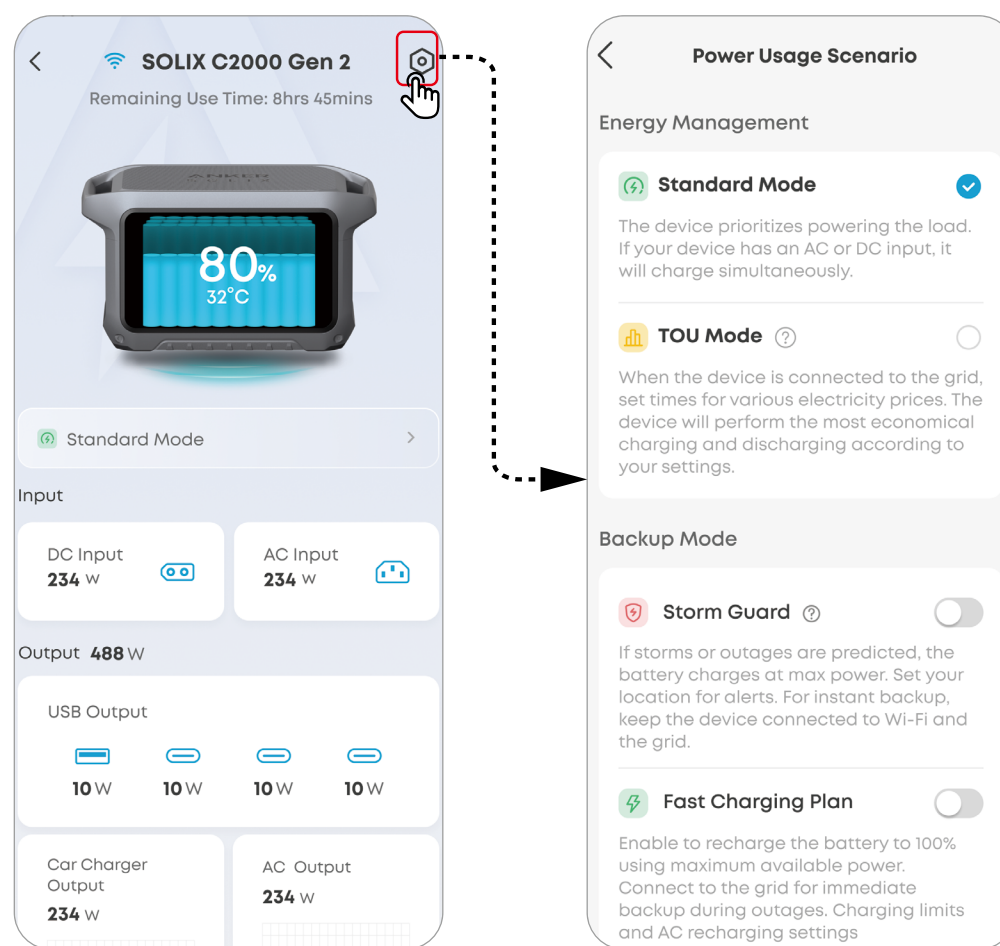 SOLIX C2000 Gen 2
Remaining Use Time: 8hrs 45mins
ANKER
SOLIX
80%
32°C
Standard Mode
Input
DC Input
234 W
AC Input
234 W
Output 488 W
USB Output
10 W 10 W 10 W 10 W
Car Charger
Output
234 W
AC Output
234 W
Power Usage Scenario
Energy Management
Standard Mode
The device prioritizes powering the load.
If your device has an AC or DC input, it
will charge simultaneously.
TOU Mode ?
When the device is connected to the grid,
set times for various electricity prices. The
device will perform the most economical
charging and discharging according to
your settings.
Backup Mode
Storm Guard ?
If storms or outages are predicted, the
battery charges at max power. Set your
location for alerts. For instant backup,
keep the device connected to Wi-Fi and
the grid.
Fast Charging Plan
Enable to recharge the battery to 100%
using maximum available power.
Connect to the grid for immediate
backup during outages. Charging limits
and AC recharging settings